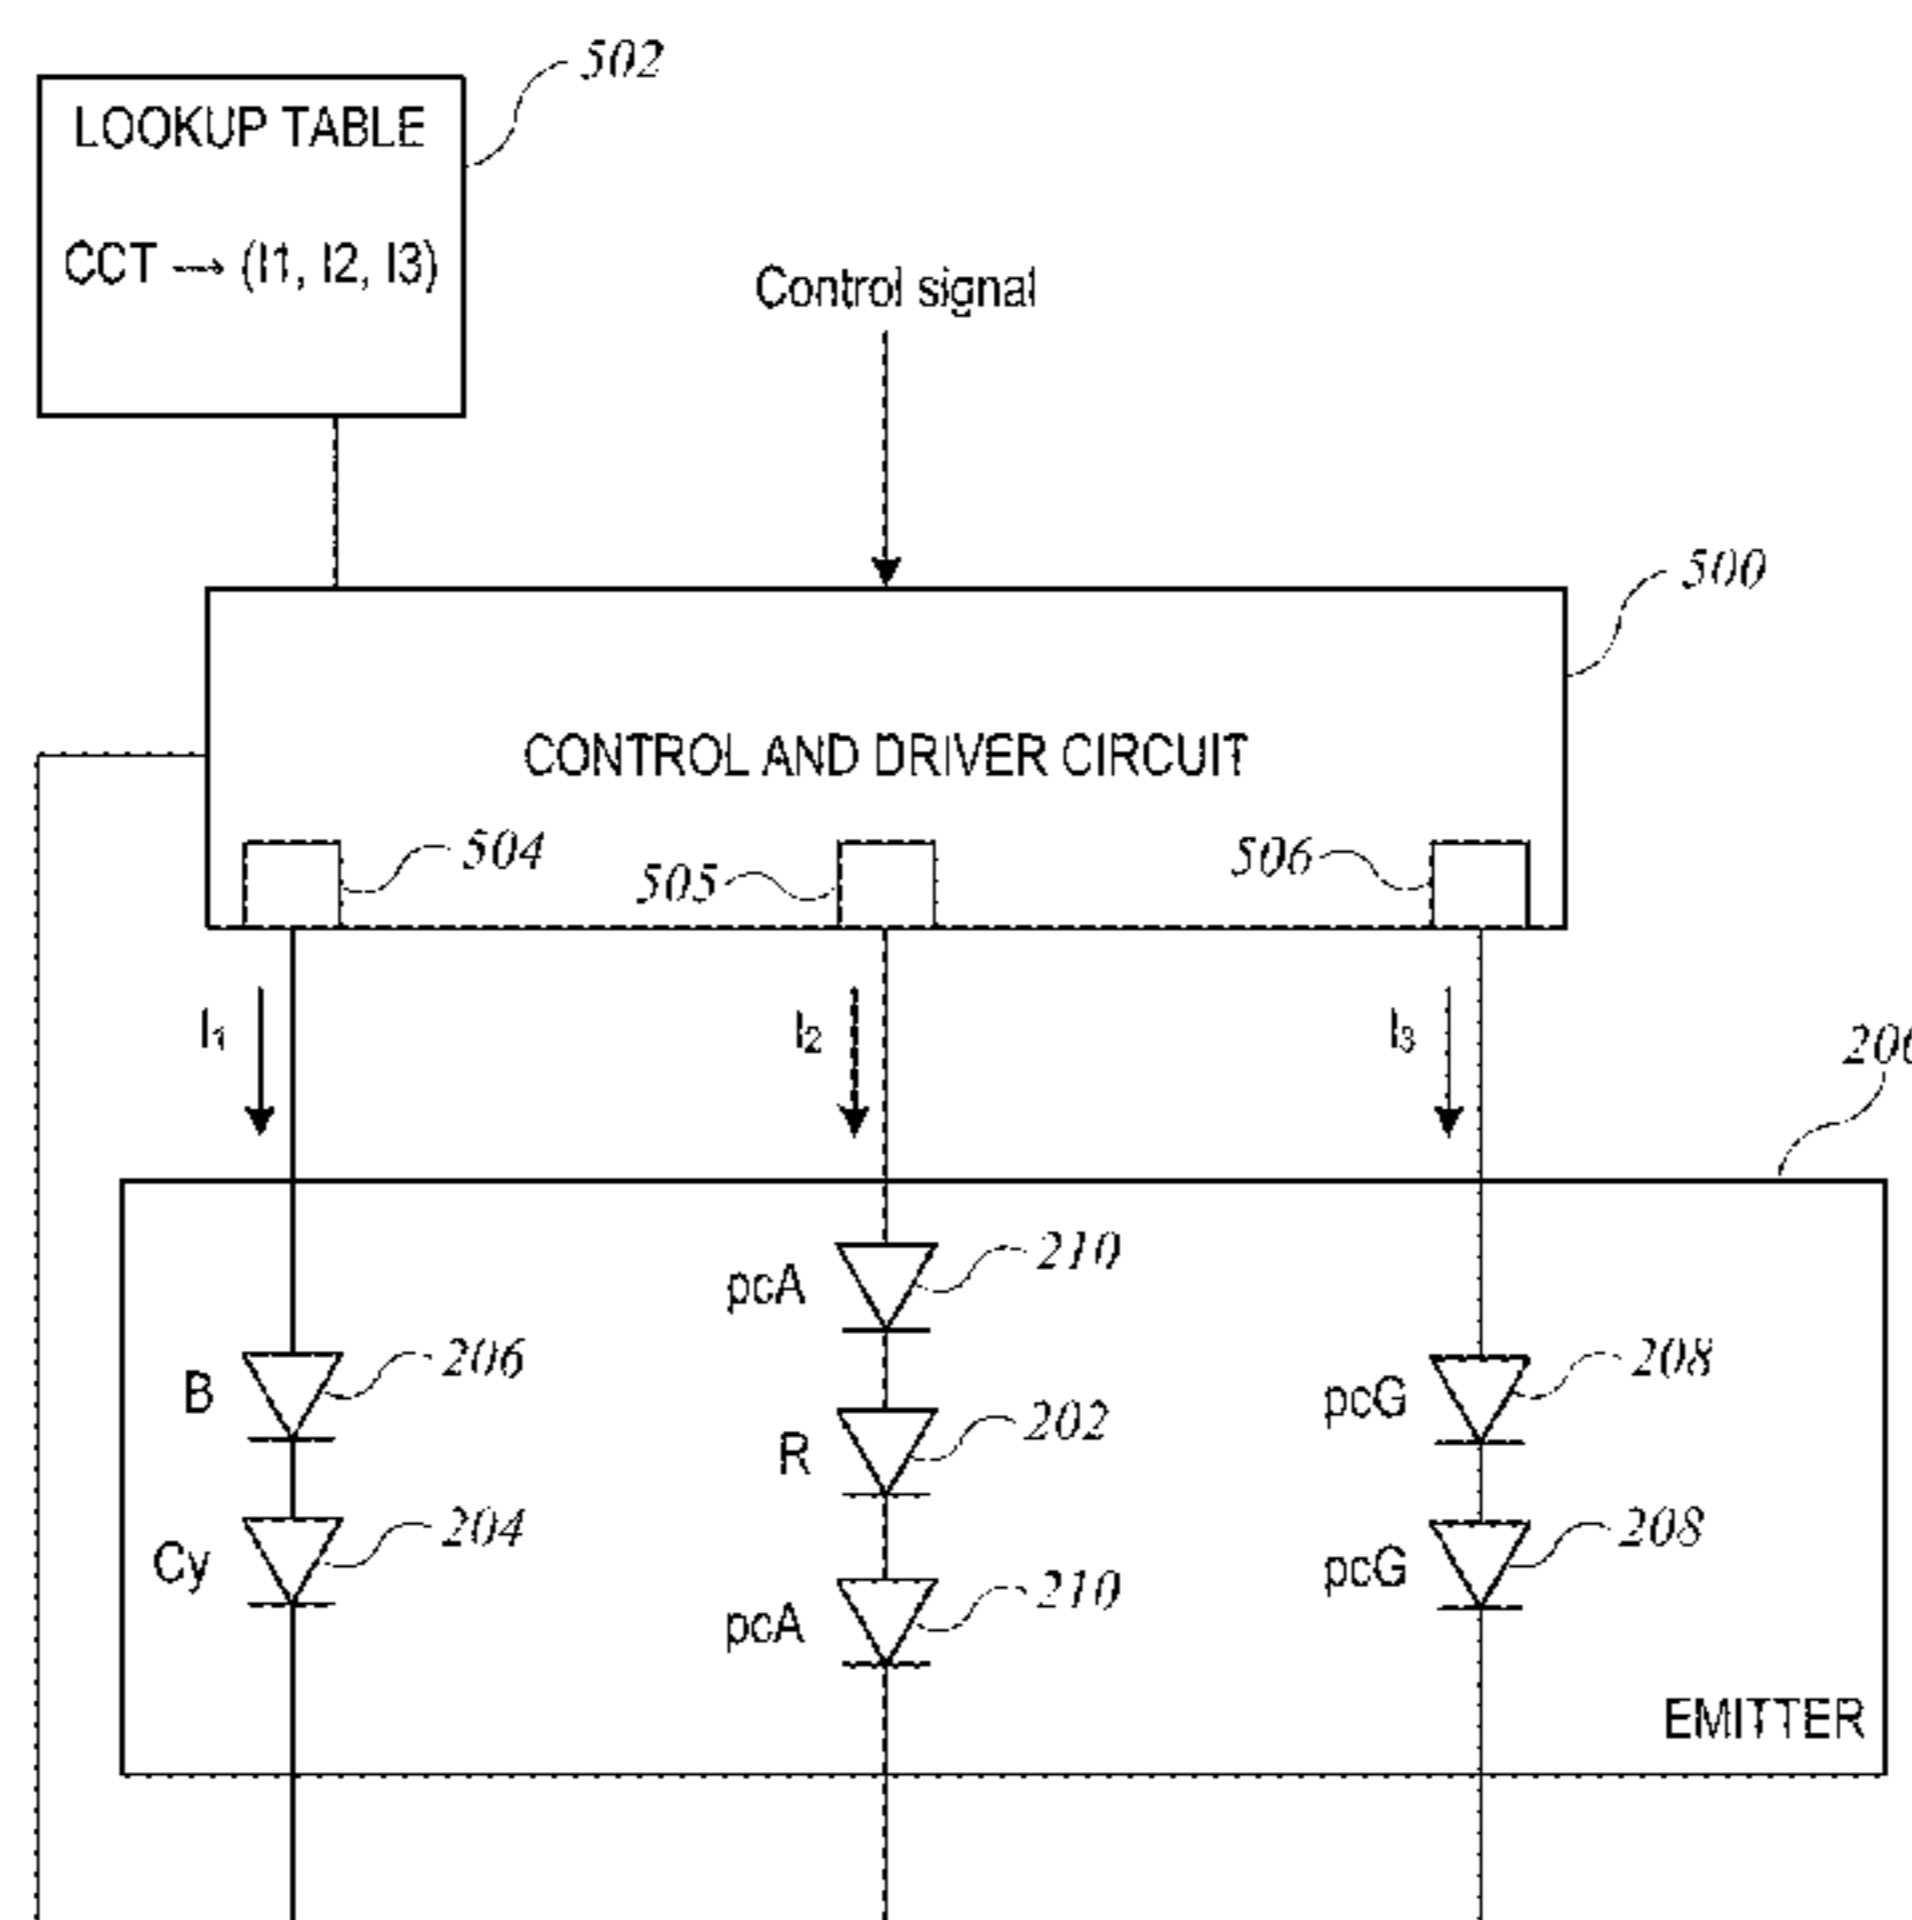 502
LOOKUP TABLE
CCT → (I1, I2, I3)
Control signal
500
CONTROL AND DRIVER CIRCUIT
504
505
506
I1
I2
I3
pcA
210
B
206
pcG
208
R
202
Cy
204
pcG
208
pcA
210
EMITTER